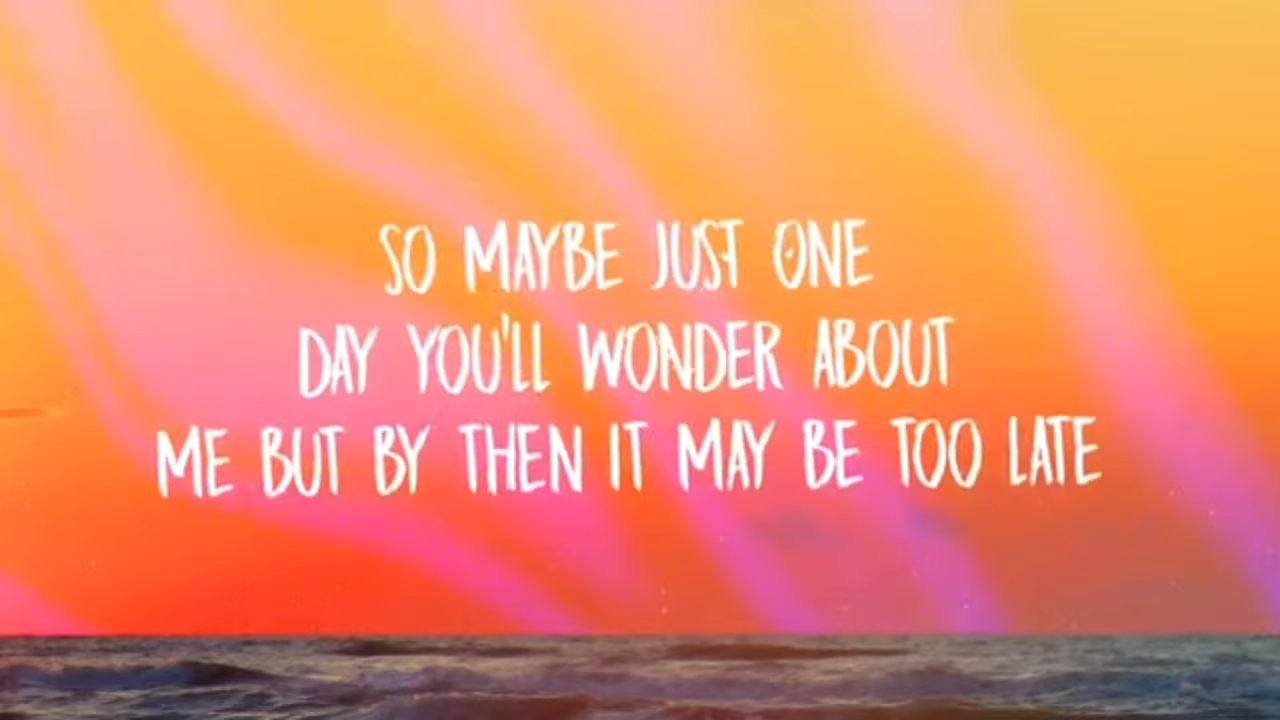 SO MAYBE JUST ONE
DAY YOU'LL WONDER ABOUT
ME BUT BY THEN IT MAY BE TOO LATE